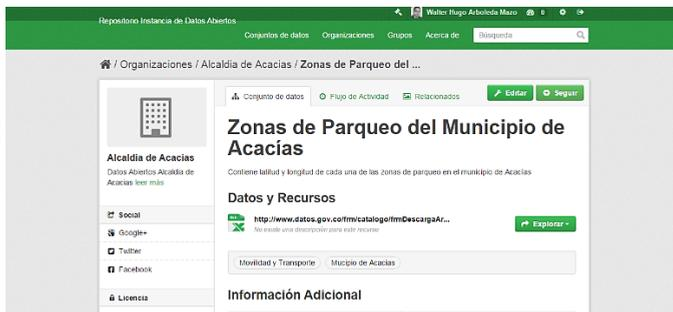 Walter Hugo Arboleda Mazo 0
Repositorio Instancia de Datos Abiertos
Conjuntos de datos Organizaciones Grupos Acerca de Búsqueda
/ Organizaciones / Alcaldia de Acacias / Zonas de Parqueo del ...
Conjunto de datos Flujo de Actividad Relacionados Editar Seguir
Zonas de Parqueo del Municipio de
Acacías
Contiene latitud y longitud de cada una de las zonas de parqueo en el municipio de Acacías
Alcaldia de Acacias
Datos Abiertos Alcaldia de
Acacias leer más
Datos y Recursos
http://www.datos.gov.co/frm/catalogo/frmDescargaAr...
No existe una descripción para este recurso
Explorar
Social
Google+
Twitter
Facebook
Movilidad y Transporte Mucipio de Acacias
Licencia
Información Adicional